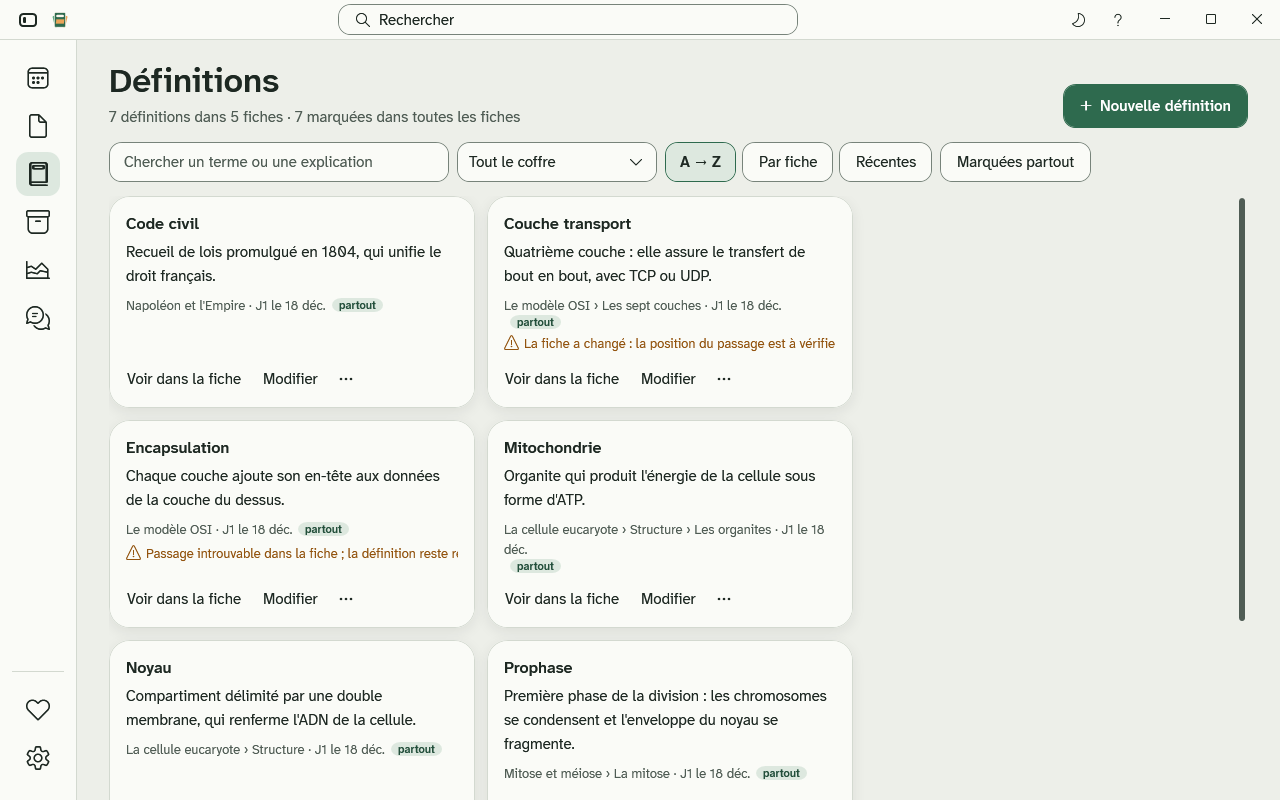 Rechercher
?
Définitions
7 définitions dans 5 fiches · 7 marquées dans toutes les fiches
+ Nouvelle définition
Chercher un terme ou une explication
Tout le coffre
A → Z
Par fiche
Récentes
Marquées partout
Code civil
Recueil de lois promulgué en 1804, qui unifie le
droit français.
Napoléon et l'Empire · J1 le 18 déc. partout
Voir dans la fiche Modifier ···
Couche transport
Quatrième couche : elle assure le transfert de
bout en bout, avec TCP ou UDP.
Le modèle OSI › Les sept couches · J1 le 18 déc.
partout
La fiche a changé : la position du passage est à vérifie
Voir dans la fiche Modifier ···
Encapsulation
Chaque couche ajoute son en-tête aux données
de la couche du dessus.
Le modèle OSI · J1 le 18 déc. partout
Passage introuvable dans la fiche ; la définition reste
Voir dans la fiche Modifier ···
Mitochondrie
Organite qui produit l'énergie de la cellule sous
forme d'ATP.
La cellule eucaryote › Structure › Les organites · J1 le 18
déc.
partout
Voir dans la fiche Modifier ···
Noyau
Compartiment délimité par une double
membrane, qui renferme l'ADN de la cellule.
La cellule eucaryote › Structure · J1 le 18 déc. partout
Prophase
Première phase de la division : les chromosomes
se condensent et l'enveloppe du noyau se
fragmente.
Mitose et méiose › La mitose · J1 le 18 déc. partout